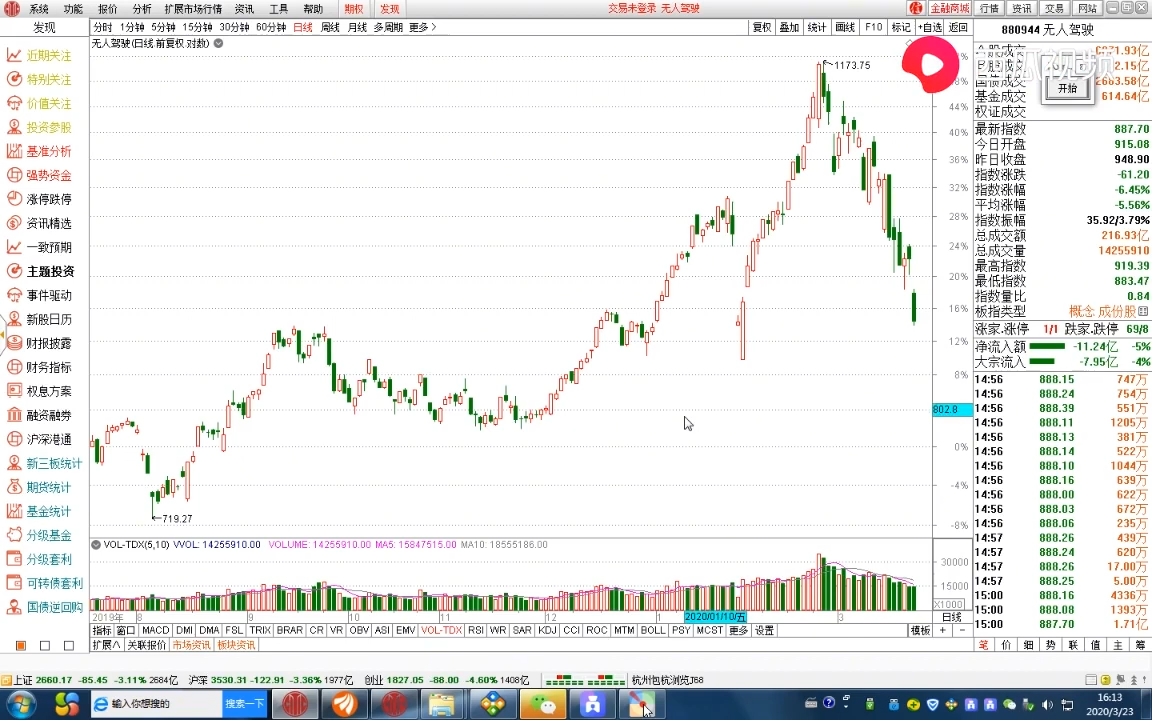 系统 功能 报价 分析 扩展市场行情 资讯 工具 帮助 期权 发现 交易未登录 无人驾驶 金融商城 行情 资讯 交易 网站
发现 分时 1分钟 5分钟 15分钟 30分钟 60分钟 日线 周线 月线 多周期 更多> 复权 叠加 统计 画线 F10 标记 +自选 返回
880944 无人驾驶
无人驾驶(日线 前复权 对数)
近期关注
特别关注
价值关注
投资参股
基准分析
强势资金
涨停跌停
资讯精选
一致预期
主题投资
事件驱动
新股日历
财报披露
财务指标
权息方案
融资融券
沪深港通
新三板统计
期货统计
基金统计
分级基金
分级套利
可转债套利
国债逆回购
1173.75
719.27
44%
40%
36%
32%
28%
24%
20%
16%
12%
8%
802.8
0%
-4%
-8%
开始
基金成交 614.64亿
权证成交
最新指数 887.70
今日开盘 915.08
昨日收盘 948.90
指数涨跌 -61.20
指数涨幅 -6.45%
平均涨幅 -5.56%
指数振幅 35.92/3.79%
总成交额 216.93亿
总成交量 14255910
最高指数 919.39
最低指数 883.47
指数量比 0.84
板指类型 概念 成份股
涨家.涨停 1/1 跌家.跌停 69/8
净流入额 -11.24亿 -5%
大宗流入 -7.95亿 -4%
14:56 888.15 747万
14:56 888.24 754万
14:56 888.39 551万
14:56 888.11 1205万
14:56 888.13 381万
14:56 888.14 522万
14:56 888.10 1044万
14:56 888.16 639万
14:56 888.00 622万
14:56 888.03 672万
14:56 888.06 235万
14:57 888.26 439万
14:57 888.24 620万
14:57 888.26 17.00万
14:57 888.25 5.00万
15:00 888.16 4336万
15:00 888.08 1393万
15:00 887.70 1.71亿
VOL-TDX(5,10) VVOL: 14255910.00 VOLUME: 14255910.00 MA5: 15847515.00 MA10: 18555186.00
30000
15000
X1000
2019年 8 9 10 11 12 1 2020/01/10/五 3 日线
指标 窗口 MACD DMI DMA FSL TRIX BRAR CR VR OBV ASI EMV VOL-TDX RSI WR SAR KDJ CCI ROC MTM BOLL PSY MCST 更多 设置 模板 + -
扩展∧ 关联报价 市场资讯 板块资讯 笔 价 细 势 联 值 主 筹
上证 2660.17 -85.45 -3.11% 2684亿 沪深 3530.31 -122.91 -3.36% 1977亿 创业 1827.05 -88.00 -4.60% 1408亿 杭州包杭浏览J68
输入你想搜的 搜索一下
16:13
2020/3/23